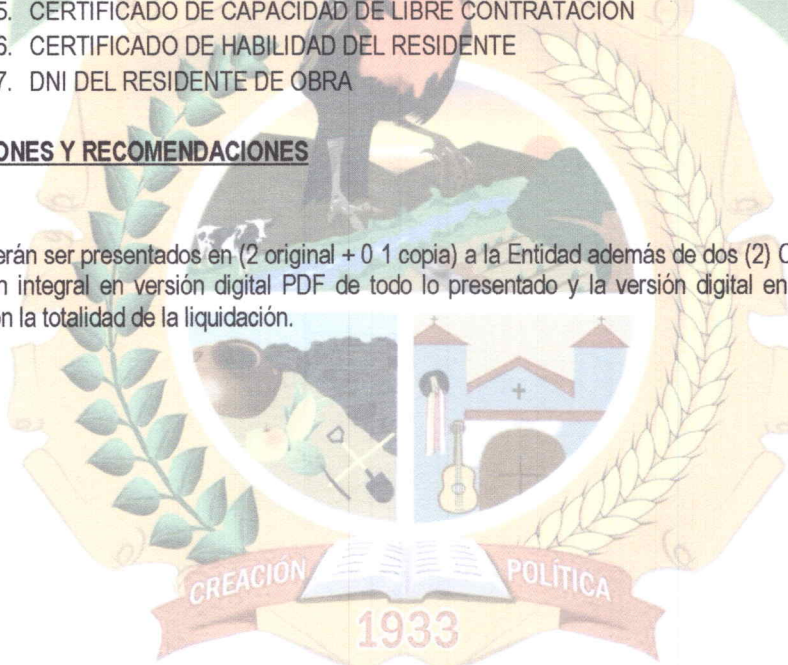 5. CERTIFICADO DE CAPACIDAD DE LIBRE CONTRATACIÓN
6. CERTIFICADO DE HABILIDAD DEL RESIDENTE
7. DNI DEL RESIDENTE DE OBRA
ONES Y RECOMENDACIONES
erán ser presentados en (2 original + 0 1 copia) a la Entidad además de dos (2) C
n integral en versión digital PDF de todo lo presentado y la versión digital en
on la totalidad de la liquidación.
CREACIÓN POLÍTICA
1933